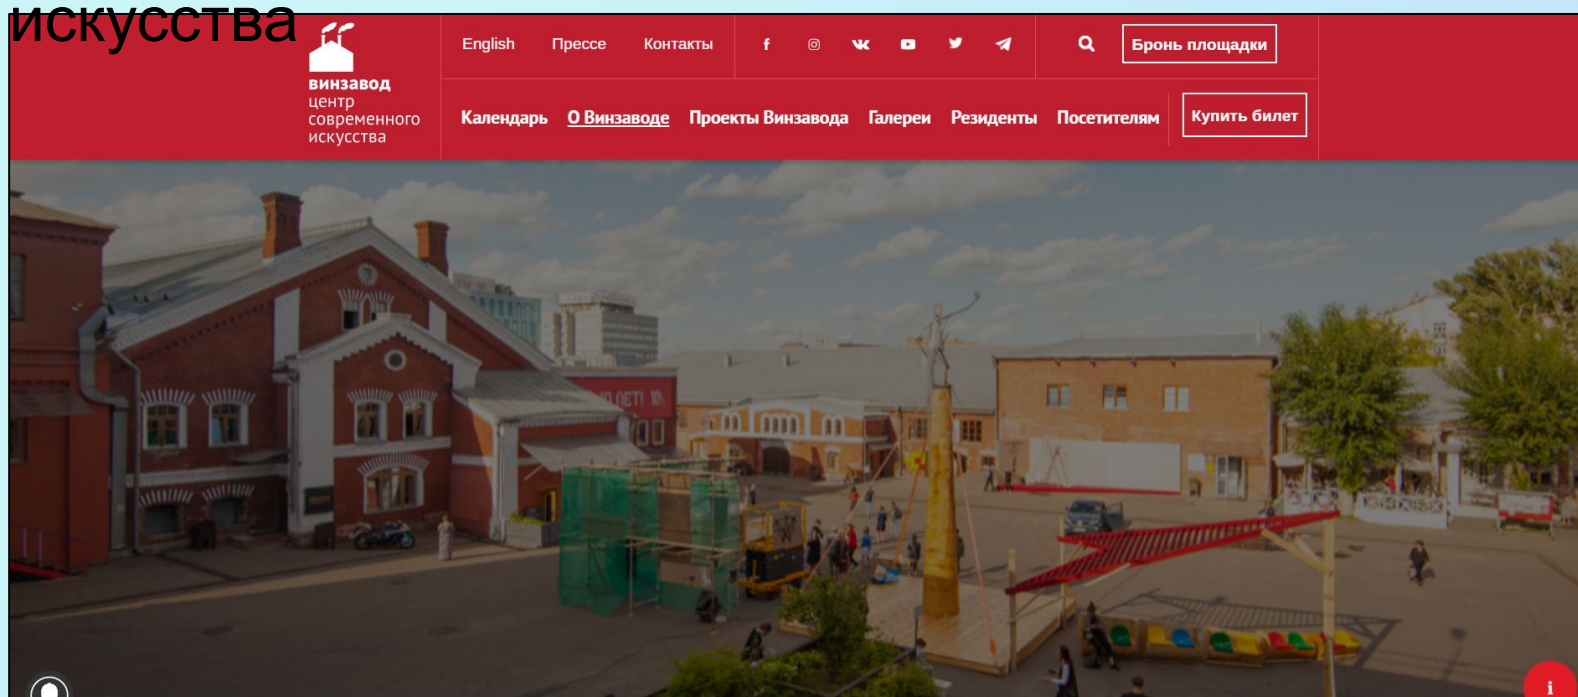 искусства
English Прессе Контакты Бронь площадки
винзавод
центр
современного
искусства
Календарь О Винзаводе Проекты Винзавода Галереи Резиденты Посетителям Купить билет
i